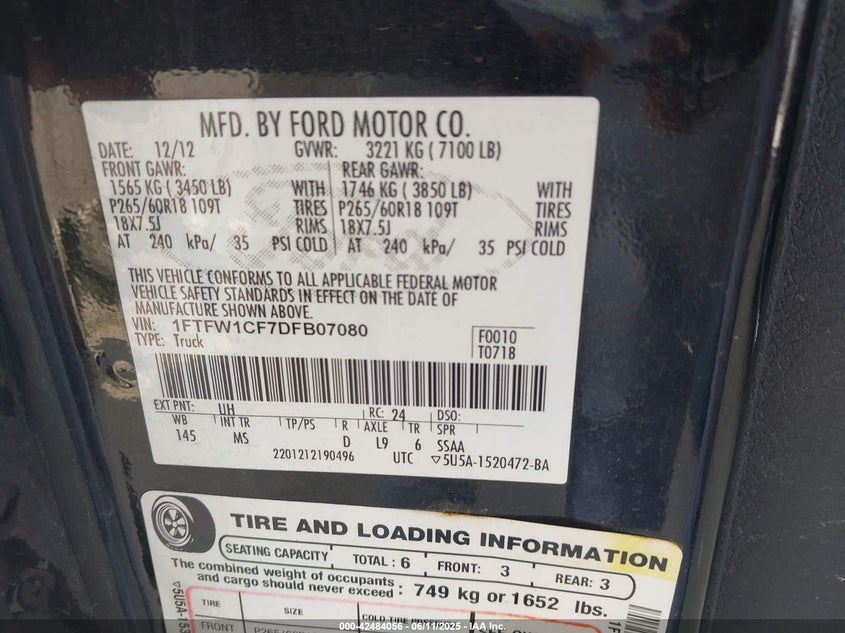 MFD. BY FORD MOTOR CO.
DATE: 12/12 GVWR: 3221 KG ( 7100 LB)
FRONT GAWR: REAR GAWR:
1565 KG ( 3450 LB) WITH 1746 KG ( 3850 LB) WITH
P265/60R18 109T TIRES P265/60R18 109T TIRES
18X7.5J RIMS 18X7.5J RIMS
AT 240 kPa/ 35 PSI COLD AT 240 kPa/ 35 PSI COLD
THIS VEHICLE CONFORMS TO ALL APPLICABLE FEDERAL MOTOR
VEHICLE SAFETY STANDARDS IN EFFECT ON THE DATE OF
MANUFACTURE SHOWN ABOVE.
VIN: 1FTFW1CF7DFB07080
TYPE: Truck
F0010
T0718
EXT PNT: UH RC: 24 DSO:
WB INT TR TP/PS R AXLE TR SPR
145 MS D L9 6 SSAA
2201212190496 UTC ▽5U5A-1520472-BA
TIRE AND LOADING INFORMATION
SEATING CAPACITY TOTAL : 6 FRONT: 3 REAR: 3
The combined weight of occupants
and cargo should never exceed : 749 kg or 1652 lbs.
TIRE SIZE COLD TIRE
FRONT
000-42484056 - 06/11/2025 - IAA Inc.